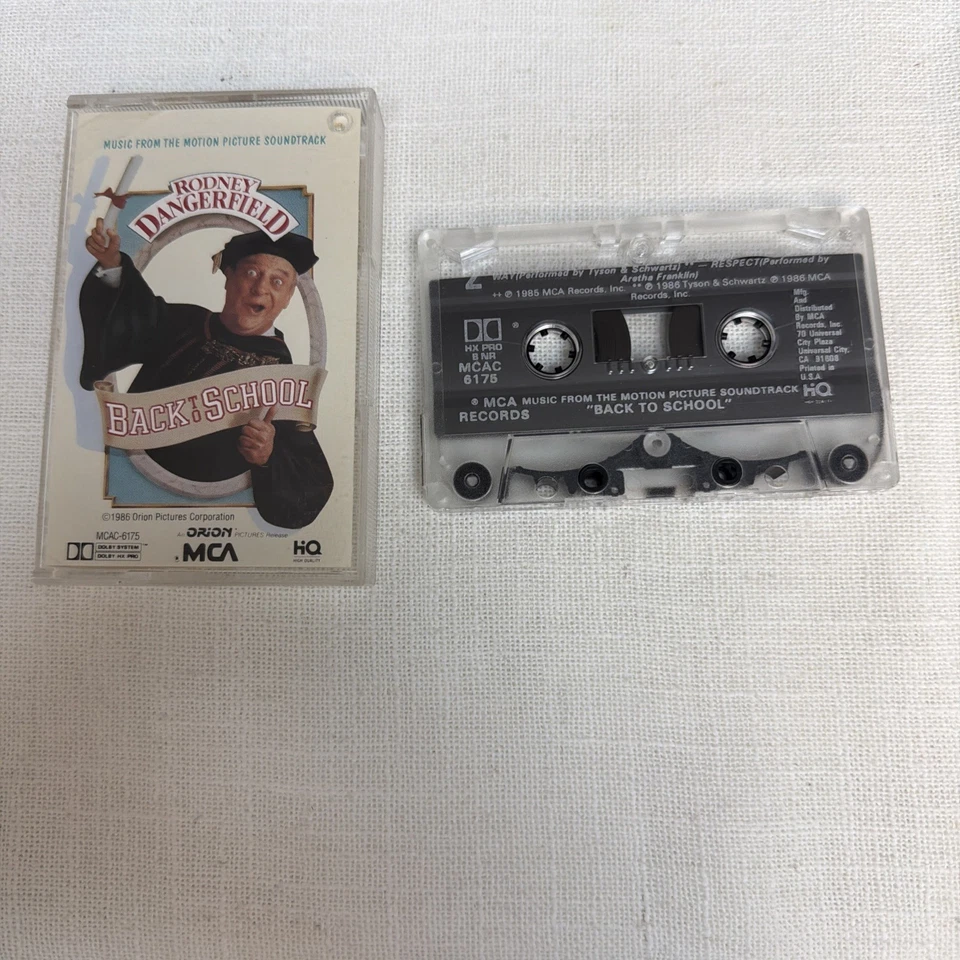 MUSIC FROM THE MOTION PICTURE SOUNDTRACK
RODNEY
DANGERFIELD
BACK TO SCHOOL
©1986 Orion Pictures Corporation
MCAC-6175
DOLBY SYSTEM
DOLBY HX PRO
An ORION PICTURES Release
MCA
HiQ
HIGH QUALITY
2
WAY(Performed by Tyson & Schwartz) ** — RESPECT(Performed by
Aretha Franklin)
++ ℗ 1985 MCA Records, Inc. ** ℗ 1986 Tyson & Schwartz ℗ 1986 MCA
Records, Inc.
HX PRO
B NR
MCAC
6175
Mfg.
And
Distributed
By MCA
Records, Inc.
70 Universal
City Plaza
Universal City,
CA 91608
Printed in
U.S.A.
® MCA
RECORDS
MUSIC FROM THE MOTION PICTURE SOUNDTRACK
"BACK TO SCHOOL"
HiQ
HIGH QUALITY